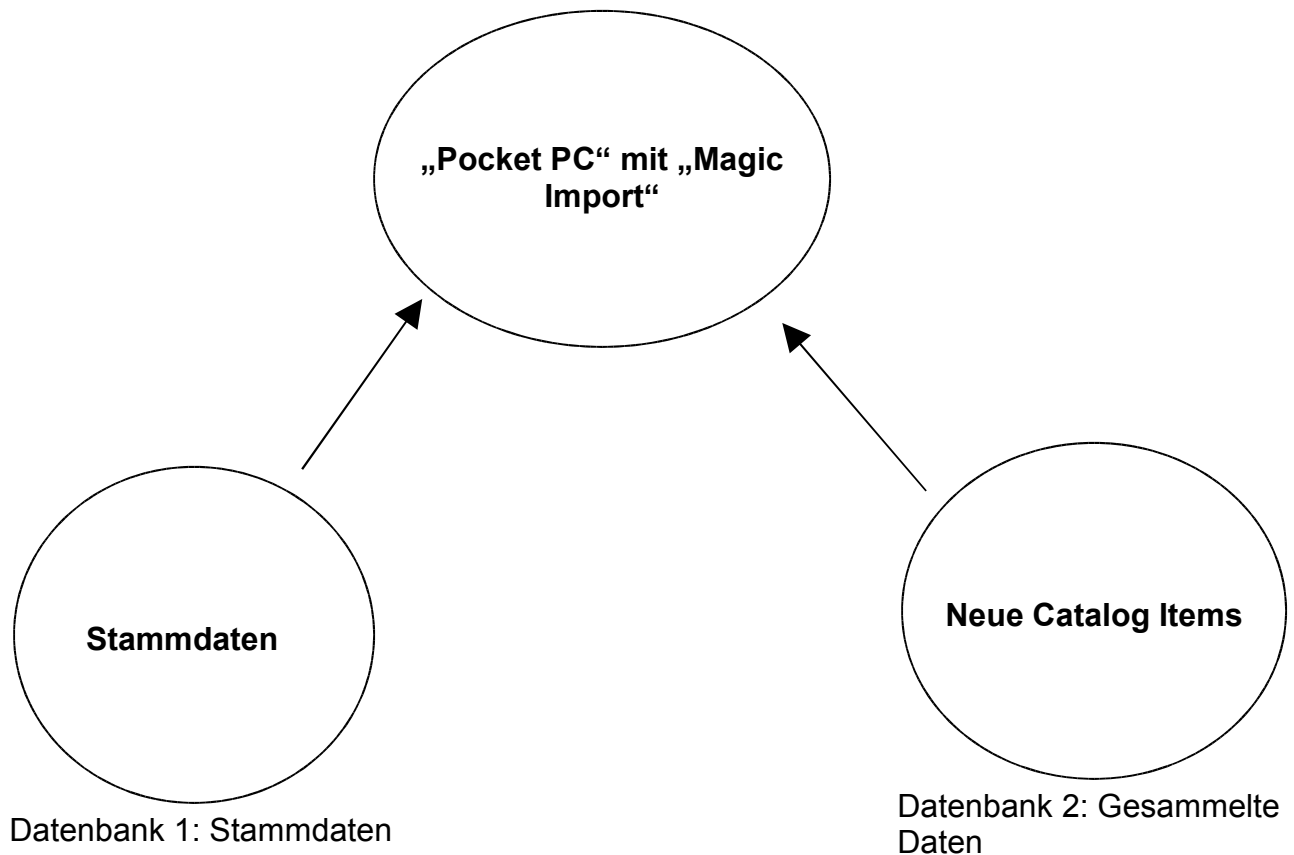 „Pocket PC“ mit „Magic
Import“
Stammdaten
Neue Catalog Items
Datenbank 1: Stammdaten
Datenbank 2: Gesammelte
Daten